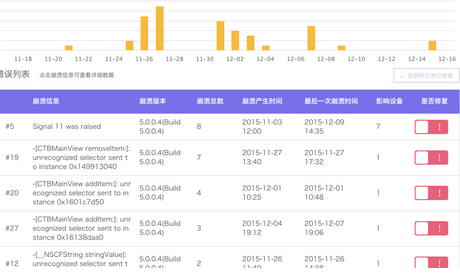 11-18 11-20 11-22 11-24 11-26 11-28 11-30 12-02 12-04 12-06 12-08 12-10 12-12 12-14 12-16
误列表 点击崩溃信息可查看详细数据 全部标记为已修复
崩溃信息 崩溃版本 崩溃总数 崩溃产生时间 最后一次崩溃时间 影响设备 是否修复
#5 Signal 11 was raised 5.0.0.4(Build 5.0.0.4) 8 2015-11-03 12:00 2015-12-09 14:35 7
#19 -[CTBMainView removeItem:]: unrecognized selector sent to instance 0x149913040 5.0.0.4(Build 5.0.0.4) 7 2015-11-27 13:40 2015-11-27 17:32 1
#20 -[CTBMainView addItem:]: unrecognized selector sent to instance 0x1601c7d50 5.0.0.4(Build 5.0.0.4) 4 2015-12-01 10:25 2015-12-01 10:48 1
#27 -[CTBMainView addItem:]: unrecognized selector sent to instance 0x16138daa0 5.0.0.4(Build 5.0.0.4) 3 2015-12-04 19:12 2015-12-07 19:06 1
#12 -[__NSCFString stringValue]: unrecognized selector sent t 5.0.0.4(Build 5.0.0.4) 2 2015-11-26 2015-11-28 1